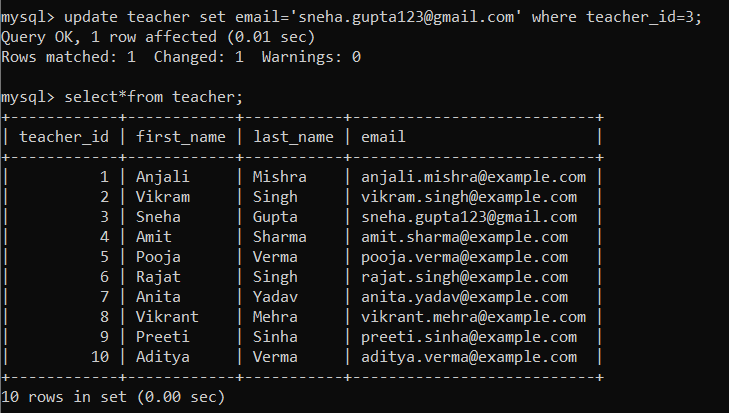 mysql> update teacher set email='sneha.gupta123@gmail.com' where teacher_id=3;
Query OK, 1 row affected (0.01 sec)
Rows matched: 1  Changed: 1  Warnings: 0

mysql> select*from teacher;
+------------+------------+-----------+---------------------------+
| teacher_id | first_name | last_name | email                     |
+------------+------------+-----------+---------------------------+
|          1 | Anjali     | Mishra    | anjali.mishra@example.com |
|          2 | Vikram     | Singh     | vikram.singh@example.com  |
|          3 | Sneha      | Gupta     | sneha.gupta123@gmail.com  |
|          4 | Amit       | Sharma    | amit.sharma@example.com   |
|          5 | Pooja      | Verma     | pooja.verma@example.com   |
|          6 | Rajat      | Singh     | rajat.singh@example.com   |
|          7 | Anita      | Yadav     | anita.yadav@example.com   |
|          8 | Vikrant    | Mehra     | vikrant.mehra@example.com |
|          9 | Preeti     | Sinha     | preeti.sinha@example.com  |
|         10 | Aditya     | Verma     | aditya.verma@example.com  |
+------------+------------+-----------+---------------------------+
10 rows in set (0.00 sec)